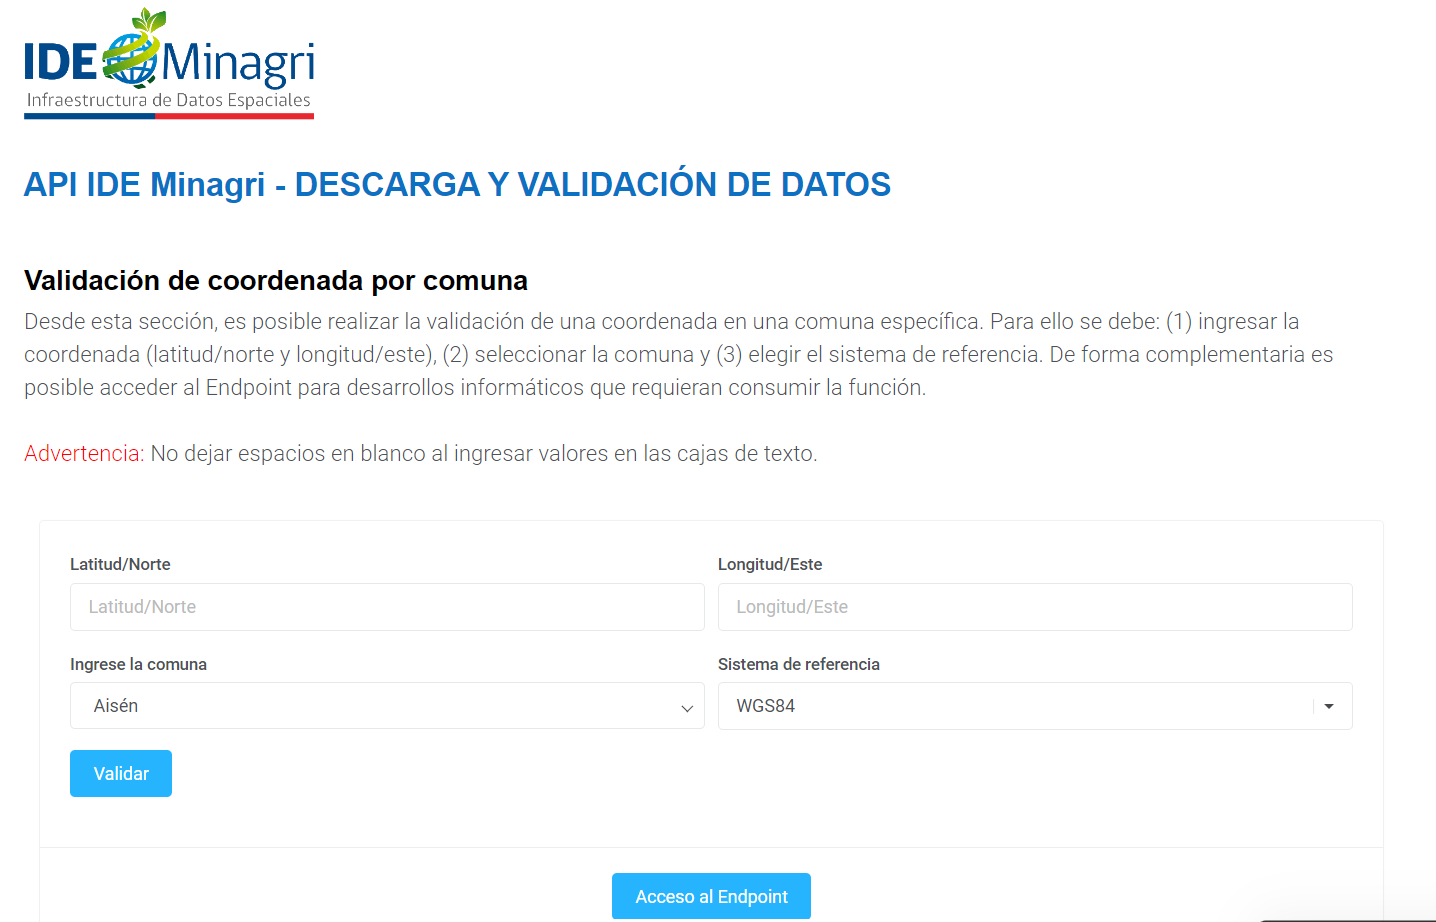 IDE Minagri
Infraestructura de Datos Espaciales
API IDE Minagri - DESCARGA Y VALIDACIÓN DE DATOS
Validación de coordenada por comuna
Desde esta sección, es posible realizar la validación de una coordenada en una comuna específica. Para ello se debe: (1) ingresar la
coordenada (latitud/norte y longitud/este), (2) seleccionar la comuna y (3) elegir el sistema de referencia. De forma complementaria es
posible acceder al Endpoint para desarrollos informáticos que requieran consumir la función.
Advertencia: No dejar espacios en blanco al ingresar valores en las cajas de texto.
Latitud/Norte
Longitud/Este
Latitud/Norte
Longitud/Este
Ingrese la comuna
Sistema de referencia
Aisén
WGS84
Validar
Acceso al Endpoint